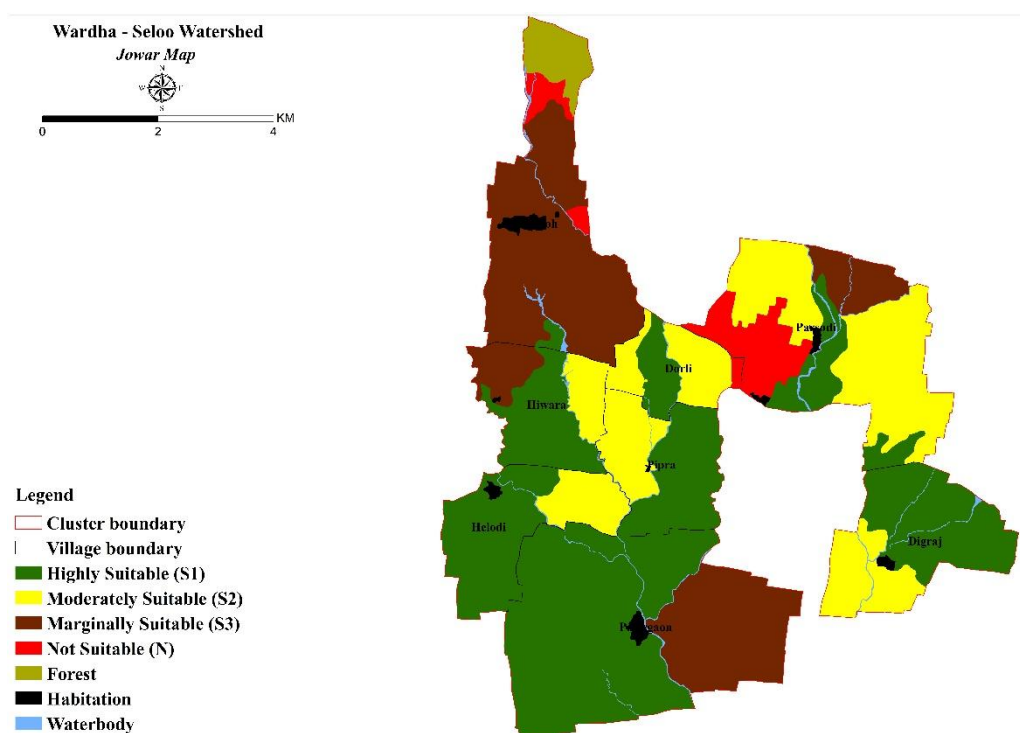 Wardha - Seloo Watershed
Jowar Map
N
W E
S
KM
0 2 4
Parsodi
Darli
Hiwara
Pipra
Helodi
Digraj
Legend
Cluster boundary
Village boundary
Highly Suitable (S1)
Moderately Suitable (S2)
Marginally Suitable (S3)
Not Suitable (N)
Forest
Habitation
Waterbody